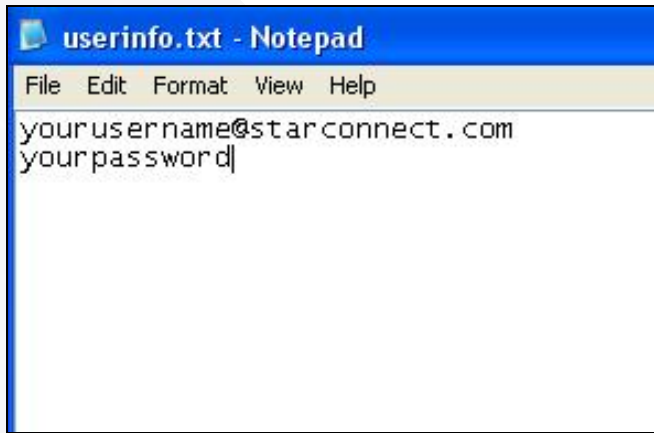 userinfo.txt - Notepad
File Edit Format View Help
yourusername@starconnect.com
yourpassword